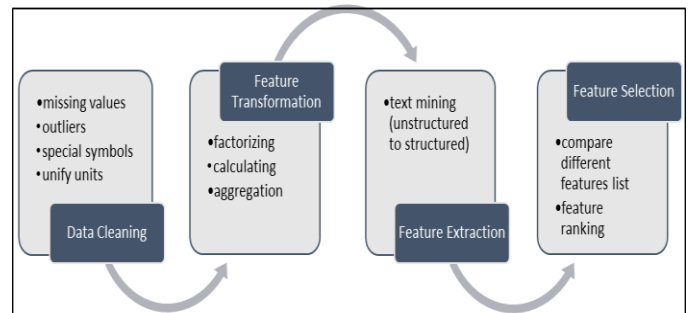 •missing values
•outliers
•special symbols
•unify units
Data Cleaning
Feature
Transformation
•factorizing
•calculating
•aggregation
•text mining
(unstructured
to structured)
Feature Extraction
Feature Selection
•compare
different
features list
•feature
ranking